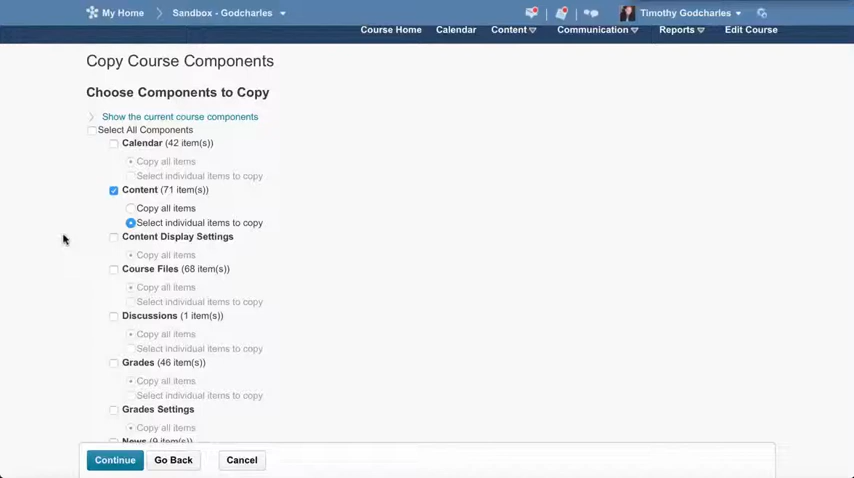 My Home Sandbox - Godcharles Timothy Godcharles
Course Home Calendar Content Communication Reports Edit Course
Copy Course Components
Choose Components to Copy
Show the current course components
Select All Components
Calendar (42 item(s))
Copy all items
Select individual items to copy
Content (71 item(s))
Copy all items
Select individual items to copy
Content Display Settings
Copy all items
Course Files (68 item(s))
Copy all items
Select individual items to copy
Discussions (1 item(s))
Copy all items
Select individual items to copy
Grades (46 item(s))
Copy all items
Select individual items to copy
Grades Settings
Copy all items
News (9 item(s))
Continue Go Back Cancel